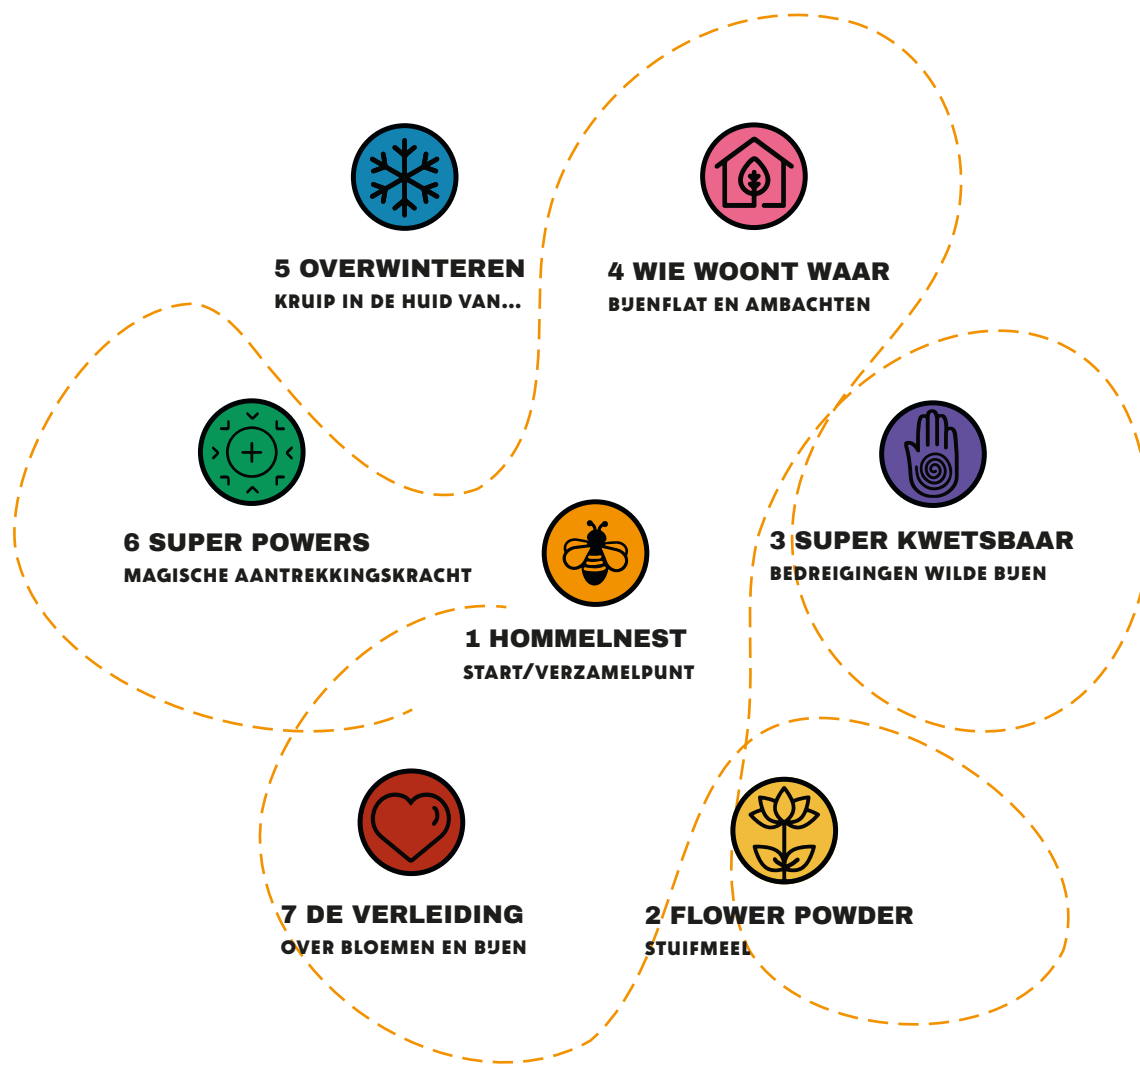 5 OVERWINTEREN
KRUIP IN DE HUID VAN...
4 WIE WOONT WAAR
BIJENFLAT EN AMBACHTEN
6 SUPER POWERS
MAGISCHE AANTREKKINGSKRACHT
3 SUPER KWETSBAAR
BEDREIGINGEN WILDE BIJEN
1 HOMMELNEST
START/VERZAMELPUNT
7 DE VERLEIDING
OVER BLOEMEN EN BIJEN
2 FLOWER POWDER
STUIFMEEL